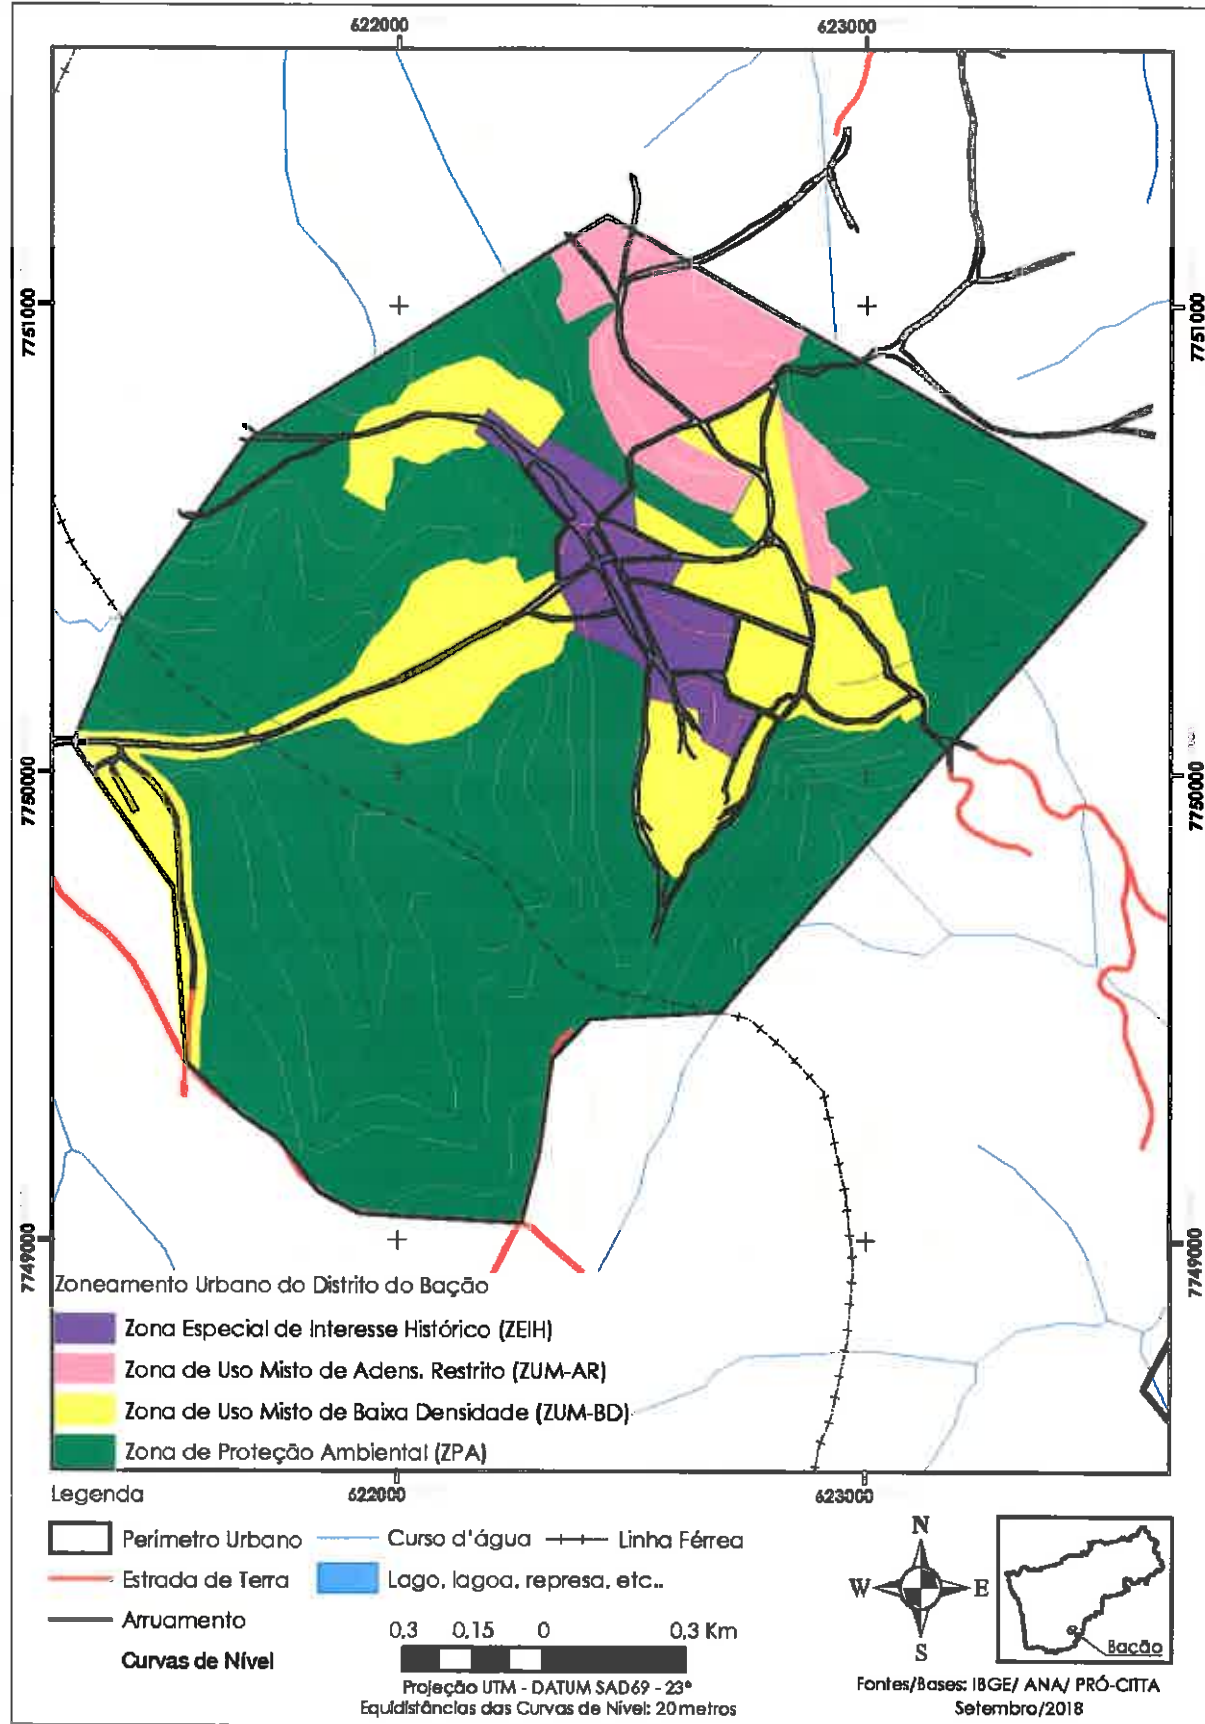 622000
623000
7751000
7751000
7750000
7750000
7749000
7749000
Zoneamento Urbano do Distrito do Bação
Zona Especial de Interesse Histórico (ZEIH)
Zona de Uso Misto de Adens. Restrito (ZUM-AR)
Zona de Uso Misto de Baixa Densidade (ZUM-BD)
Zona de Proteção Ambiental (ZPA)
622000
623000
Legenda
Perímetro Urbano
Curso d'água
Linha Férrea
Estrada de Terra
Lago, lagoa, represa, etc..
Arruamento
Curvas de Nível
0,3 0,15 0 0,3 Km
Projeção UTM - DATUM SAD69 - 23º
Equidistâncias das Curvas de Nível: 20 metros
N
W
E
S
Bação
Fontes/Bases: IBGE/ ANA/ PRÓ-CITTA
Setembro/2018